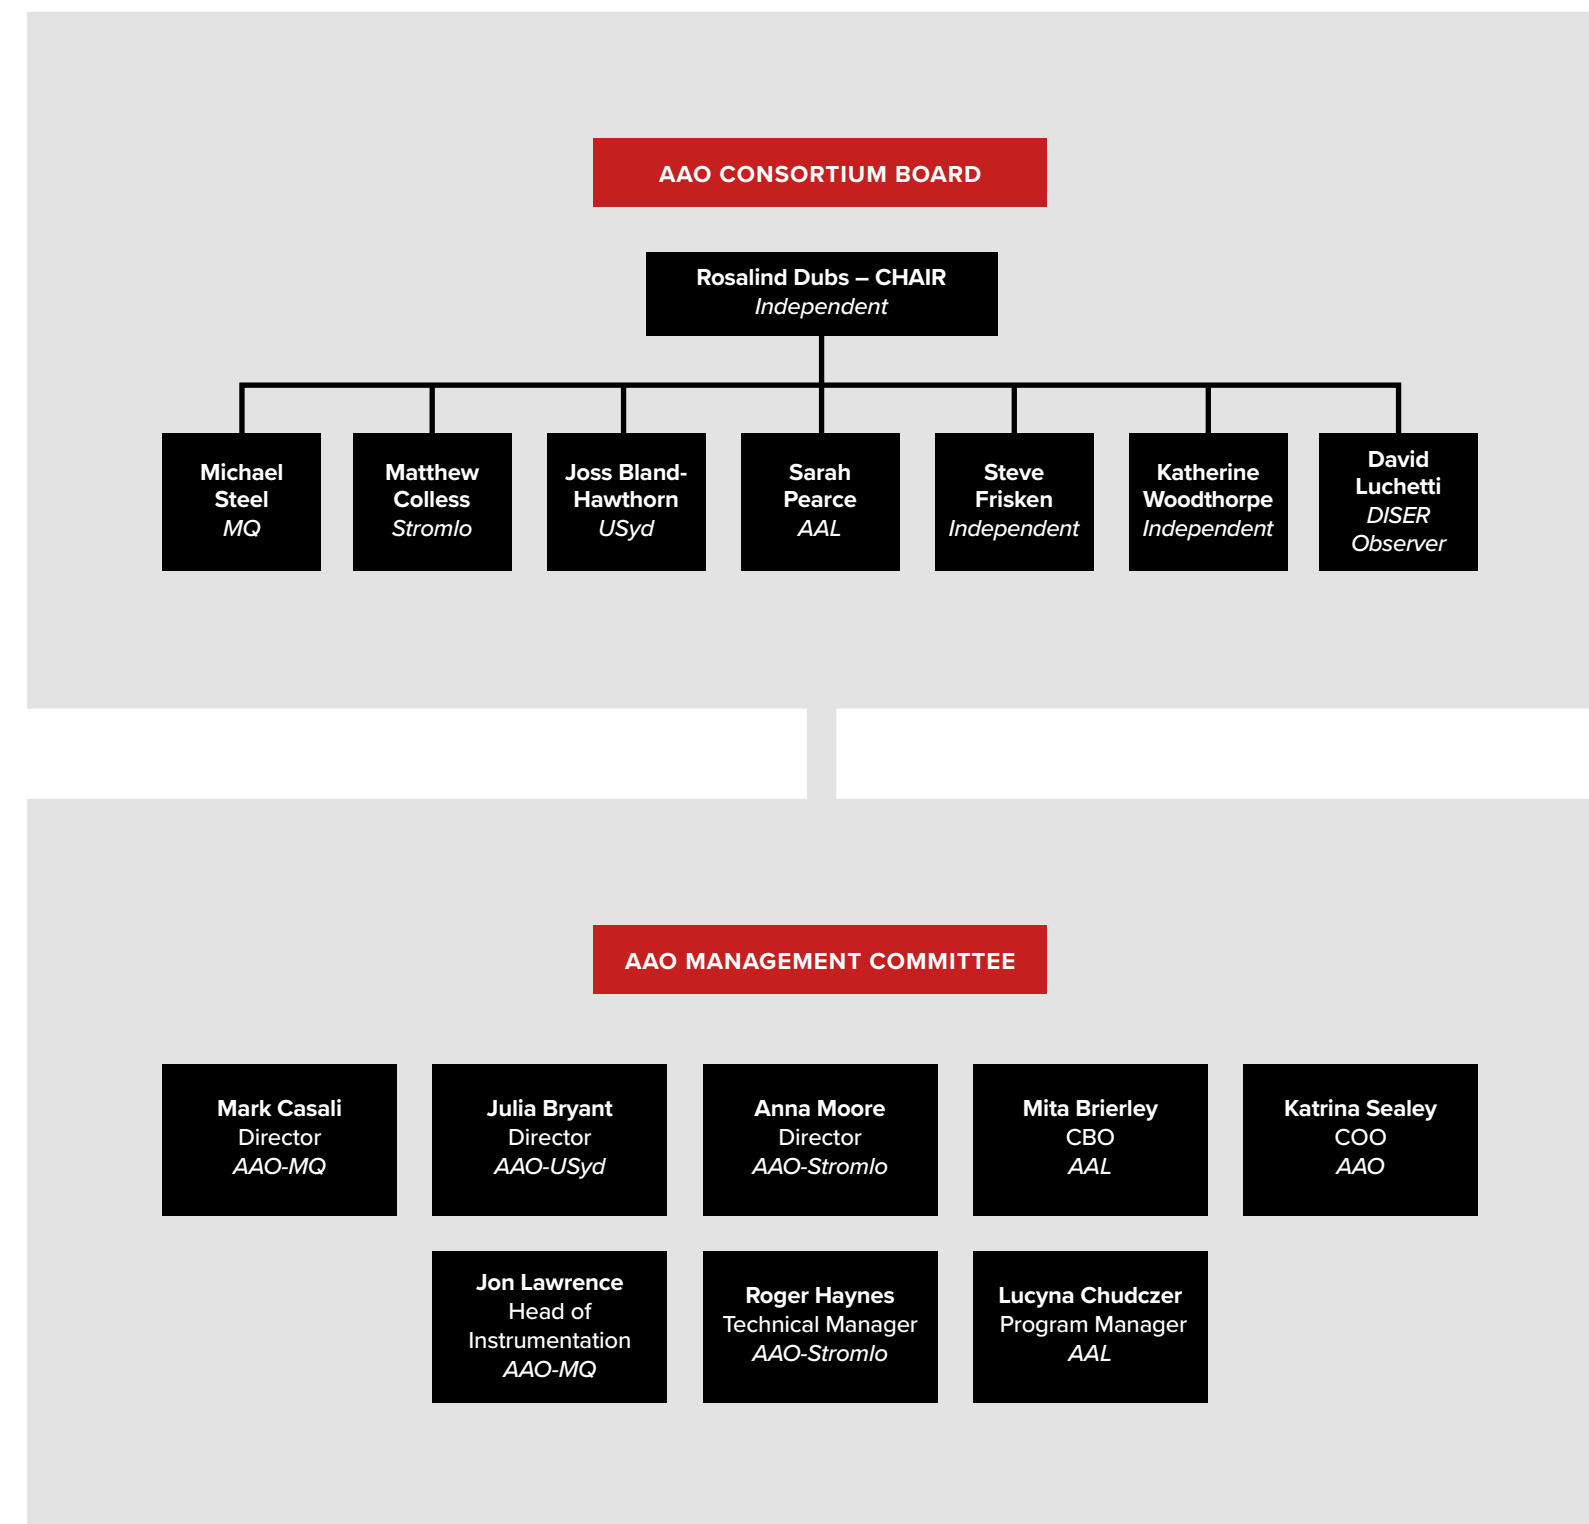 AAO CONSORTIUM BOARD
Rosalind Dubs – CHAIR
Independent
Michael
Steel
MQ
Matthew
Colless
Stromlo
Joss Bland-
Hawthorn
USyd
Sarah
Pearce
AAL
Steve
Frisken
Independent
Katherine
Woodthorpe
Independent
David
Luchetti
DISER
Observer
AAO MANAGEMENT COMMITTEE
Mark Casali
Director
AAO-MQ
Julia Bryant
Director
AAO-USyd
Anna Moore
Director
AAO-Stromlo
Mita Brierley
CBO
AAL
Katrina Sealey
COO
AAO
Jon Lawrence
Head of
Instrumentation
AAO-MQ
Roger Haynes
Technical Manager
AAO-Stromlo
Lucyna Chudczer
Program Manager
AAL